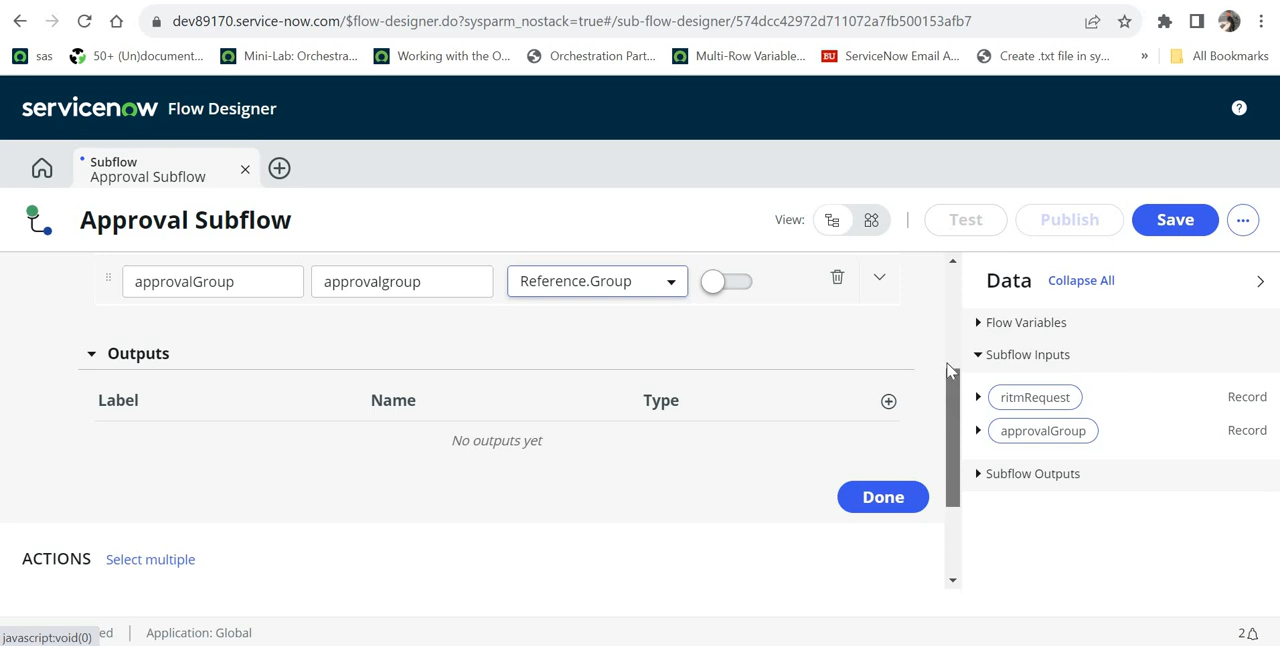 dev89170.service-now.com/$flow-designer.do?sysparm_nostack=true#/sub-flow-designer/574dcc42972d711072a7fb500153afb7
sas 50+ (Un)document... Mini-Lab: Orchestra... Working with the O... Orchestration Part... Multi-Row Variable... BU ServiceNow Email A... Create .txt file in sy... » All Bookmarks
servicenow Flow Designer
Subflow
Approval Subflow
Approval Subflow
View: Test Publish Save
approvalGroup approvalgroup Reference.Group
Data Collapse All
Flow Variables
Outputs
Subflow Inputs
Label Name Type
ritmRequest Record
No outputs yet
approvalGroup Record
Subflow Outputs
Done
ACTIONS Select multiple
javascript:void(0) ed Application: Global 2